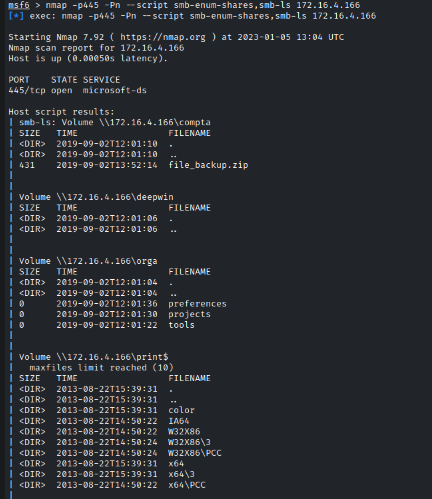 msf6 > nmap -p445 -Pn --script smb-enum-shares,smb-ls 172.16.4.166
[*] exec: nmap -p445 -Pn --script smb-enum-shares,smb-ls 172.16.4.166

Starting Nmap 7.92 ( https://nmap.org ) at 2023-01-05 13:04 UTC
Nmap scan report for 172.16.4.166
Host is up (0.00050s latency).

PORT    STATE SERVICE
445/tcp open  microsoft-ds

Host script results:
| smb-ls: Volume \\172.16.4.166\compta
| SIZE   TIME                 FILENAME
| <DIR>  2019-09-02T12:01:10  .
| <DIR>  2019-09-02T12:01:10  ..
| 431    2019-09-02T13:52:14  file_backup.zip
|
|
| Volume \\172.16.4.166\deepwin
| SIZE   TIME                 FILENAME
| <DIR>  2019-09-02T12:01:06  .
| <DIR>  2019-09-02T12:01:06  ..
|
|
| Volume \\172.16.4.166\orga
| SIZE   TIME                 FILENAME
| <DIR>  2019-09-02T12:01:04  .
| <DIR>  2019-09-02T12:01:04  ..
| 0      2019-09-02T12:01:36  preferences
| 0      2019-09-02T12:01:30  projects
| 0      2019-09-02T12:01:22  tools
|
|
| Volume \\172.16.4.166\print$
|   maxfiles limit reached (10)
| SIZE   TIME                 FILENAME
| <DIR>  2013-08-22T15:39:31  .
| <DIR>  2013-08-22T15:39:31  ..
| <DIR>  2013-08-22T15:39:31  color
| <DIR>  2013-08-22T14:50:22  IA64
| <DIR>  2013-08-22T14:50:22  W32X86
| <DIR>  2013-08-22T14:50:24  W32X86\3
| <DIR>  2013-08-22T14:50:24  W32X86\PCC
| <DIR>  2013-08-22T15:39:31  x64
| <DIR>  2013-08-22T15:39:31  x64\3
| <DIR>  2013-08-22T14:50:22  x64\PCC
|